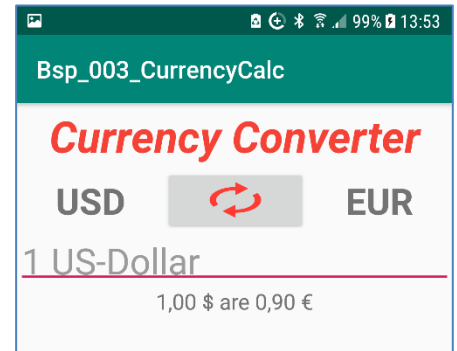 99% 13:53
Bsp_003_CurrencyCalc
Currency Converter
USD EUR
1 US-Dollar
1,00 $ are 0,90 €